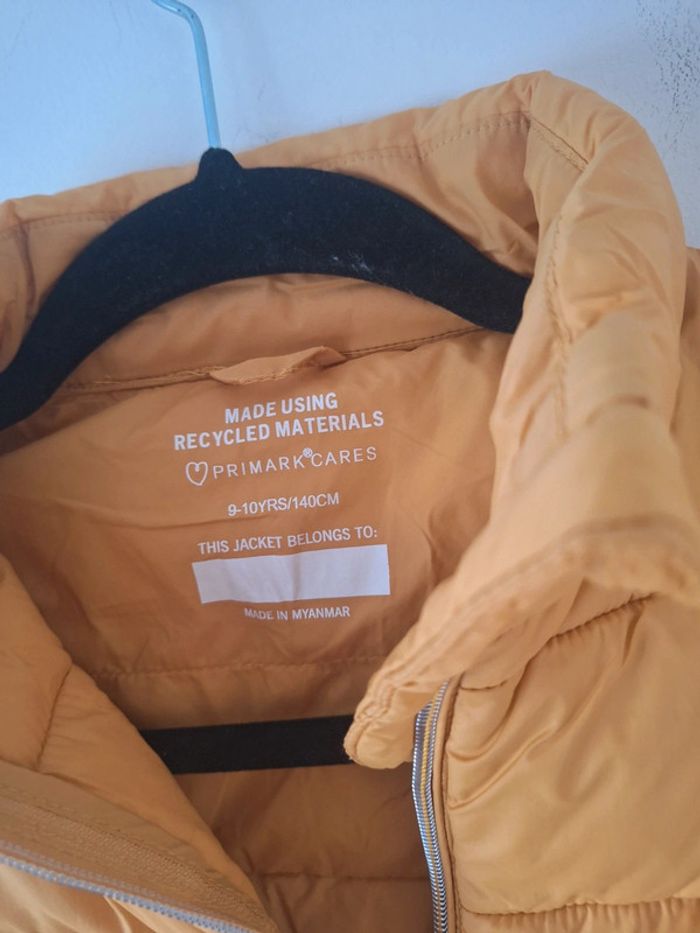 MADE USING
RECYCLED MATERIALS
PRIMARK®CARES
9-10YRS/140CM
THIS JACKET BELONGS TO:
MADE IN MYANMAR